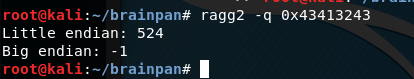 root@kali:~/brainpan# ragg2 -q 0x43413243
Little endian: 524
Big endian: -1
root@kali:~/brainpan#